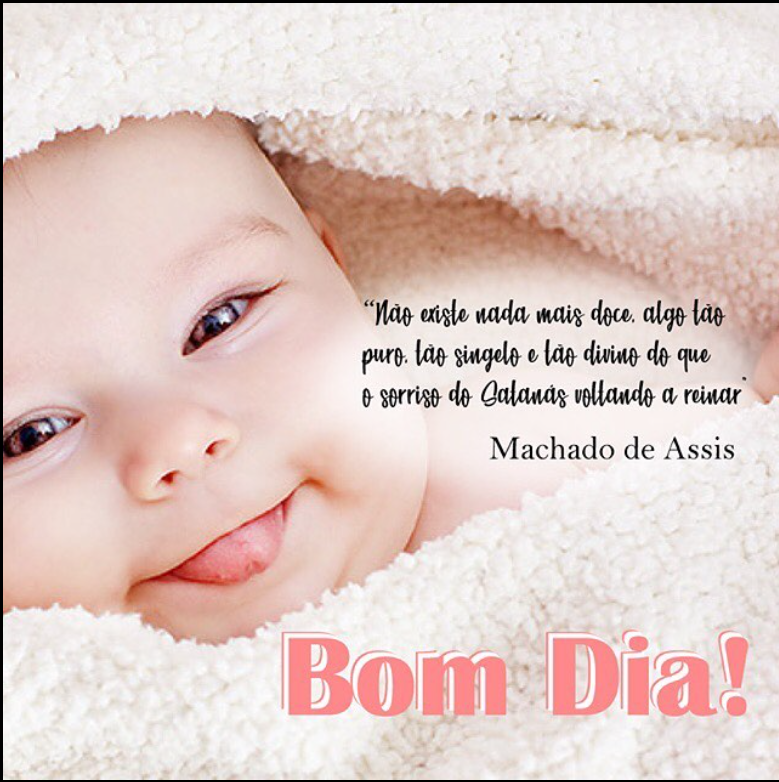 “Não existe nada mais doce, algo tão
puro, tão singelo e tão divino do que
o sorriso do Satanás voltando a reinar"
Machado de Assis
Bom Dia!